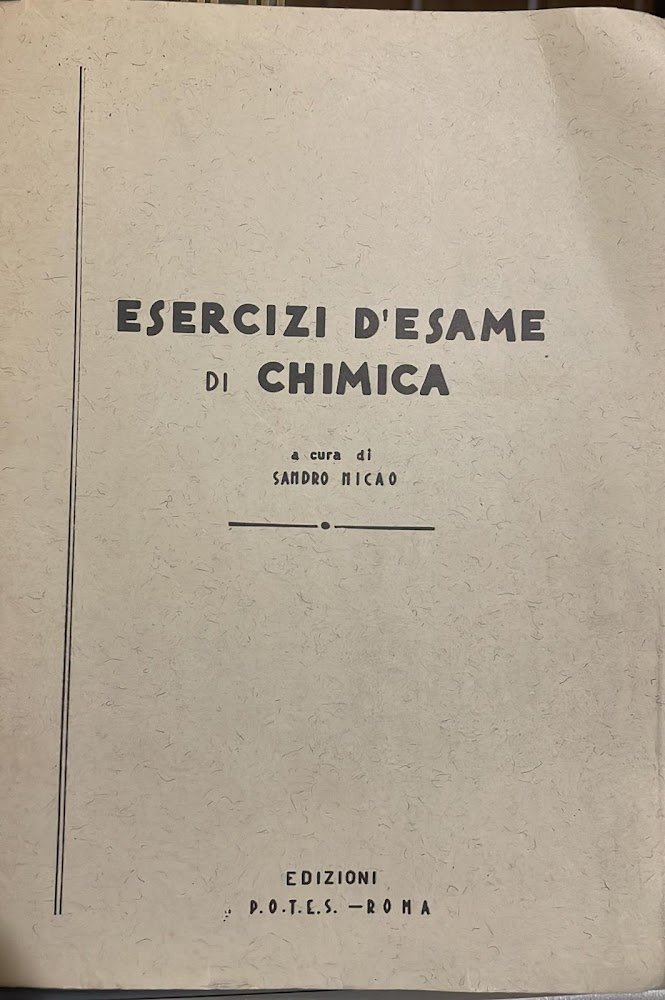 ESERCIZI D'ESAME
DI CHIMICA
a cura di
SANDRO MICAO
EDIZIONI
P.O.T.E.S. — ROMA